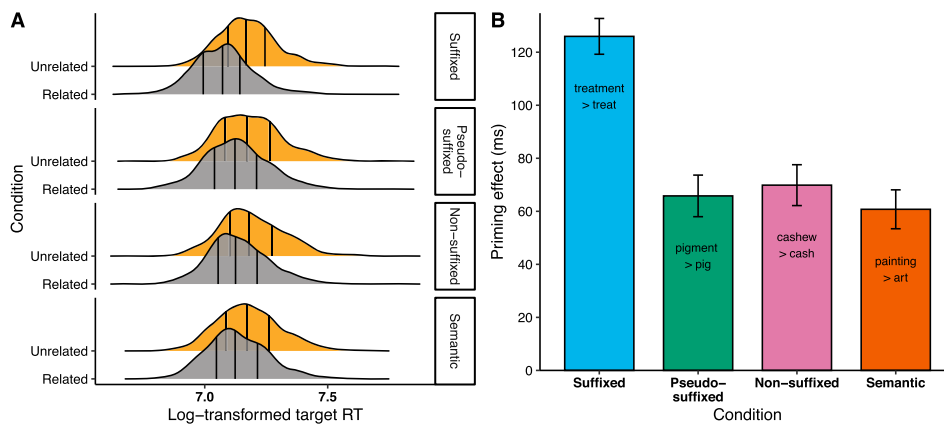 A
Suffixed
Unrelated
Related
Pseudo−
suffixed
Unrelated
Related
Non−suffixed
Unrelated
Related
Semantic
Unrelated
Related
Condition
7.0
7.5
Log−transformed target RT
B
Priming effect (ms)
120
100
80
60
40
20
0
treatment
> treat
pigment
> pig
cashew
> cash
painting
> art
Suffixed
Pseudo−
suffixed
Non−suffixed
Semantic
Condition